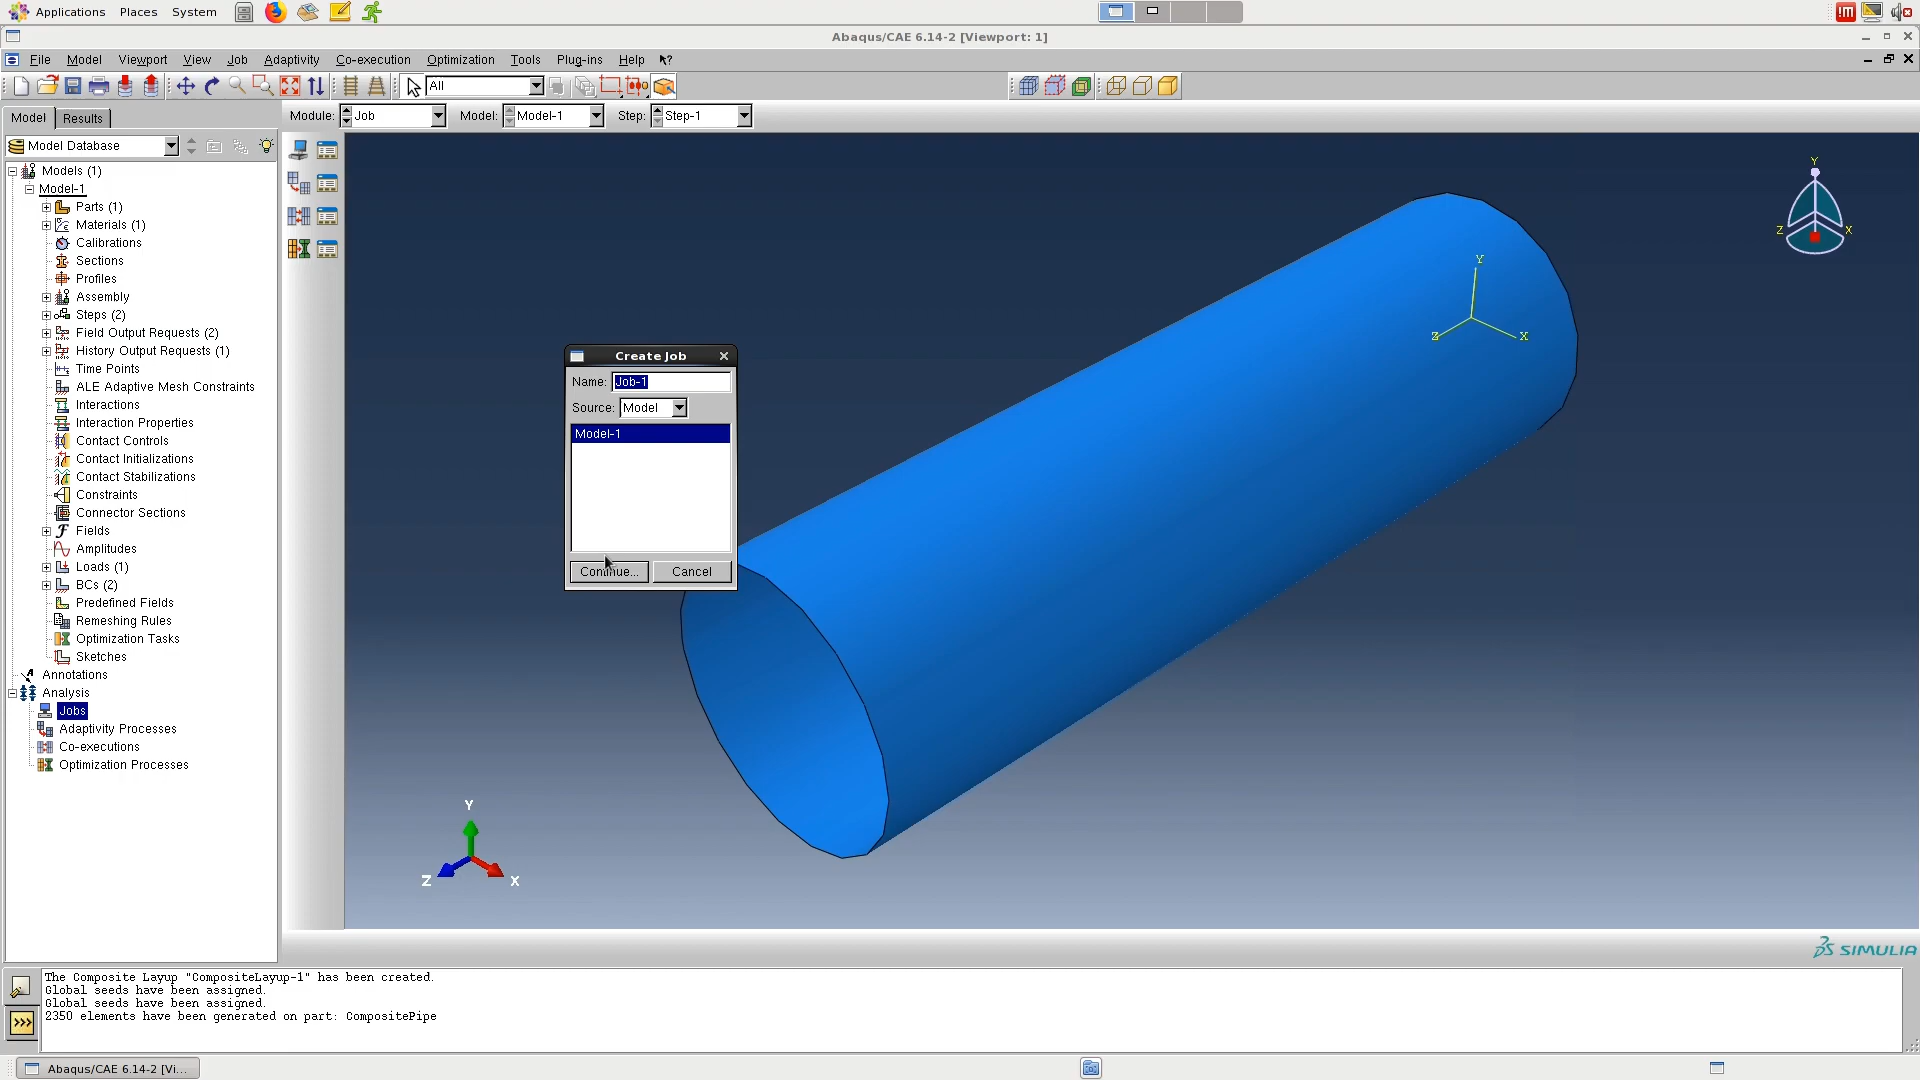 Applications Places System
Abaqus/CAE 6.14-2 [Viewport: 1]
File Model Viewport View Job Adaptivity Co-execution Optimization Tools Plug-ins Help
All
Model Results
Module: Job Model: Model-1 Step: Step-1
Model Database
Models (1)
Model-1
Parts (1)
Materials (1)
Calibrations
Sections
Profiles
Assembly
Steps (2)
Field Output Requests (2)
History Output Requests (1)
Time Points
ALE Adaptive Mesh Constraints
Interactions
Interaction Properties
Contact Controls
Contact Initializations
Contact Stabilizations
Constraints
Connector Sections
Fields
Amplitudes
Loads (1)
BCs (2)
Predefined Fields
Remeshing Rules
Optimization Tasks
Sketches
Annotations
Analysis
Jobs
Adaptivity Processes
Co-executions
Optimization Processes
Create Job
Name: Job-1
Source: Model
Model-1
Continue... Cancel
Y
Z X
Y
Z X
Y
Z X
SIMULIA
The Composite Layup "CompositeLayup-1" has been created.
Global seeds have been assigned.
Global seeds have been assigned.
2350 elements have been generated on part: CompositePipe
>>>
Abaqus/CAE 6.14-2 [Vi...